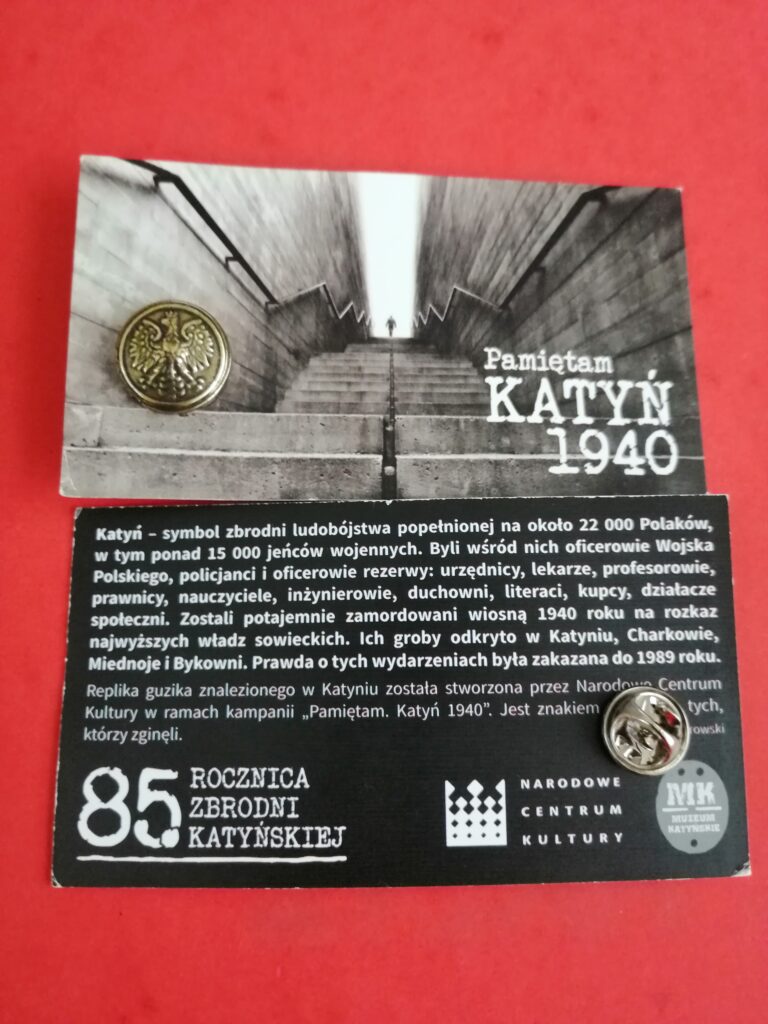 Pamiętam
KATYŃ
1940
Katyń – symbol zbrodni ludobójstwa popełnionej na około 22 000 Polaków,
w tym ponad 15 000 jeńców wojennych. Byli wśród nich oficerowie Wojska
Polskiego, policjanci i oficerowie rezerwy: urzędnicy, lekarze, profesorowie,
prawnicy, nauczyciele, inżynierowie, duchowni, literaci, kupcy, działacze
społeczni. Zostali potajemnie zamordowani wiosną 1940 roku na rozkaz
najwyższych władz sowieckich. Ich groby odkryto w Katyniu, Charkowie,
Miednoje i Bykowni. Prawda o tych wydarzeniach była zakazana do 1989 roku.
Replika guzika znalezionego w Katyniu została stworzona przez Narodowe Centrum
Kultury w ramach kampanii „Pamiętam. Katyń 1940”. Jest znakiem tych,
którzy zginęli.
85 ROCZNICA
ZBRODNI
KATYŃSKIEJ
NARODOWE
CENTRUM
KULTURY
MK
MUZEUM
KATYŃSKIE